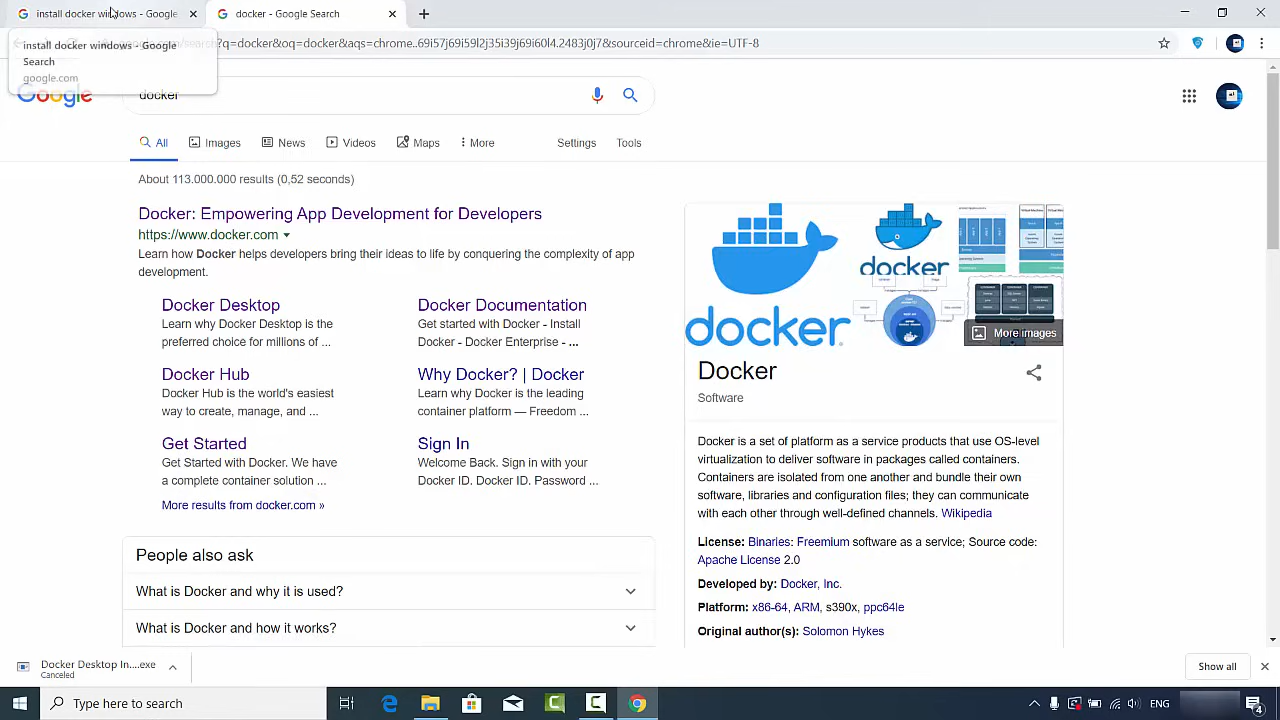 install docker windows - Google
docker - Google Search
install docker windows - Google
Search
google.com
search?q=docker&oq=docker&aqs=chrome..69i57j69i59l2j35i39j69i60l4.2483j0j7&sourceid=chrome&ie=UTF-8
Google
docker
All
Images
News
Videos
Maps
More
Settings
Tools
About 113.000.000 results (0,52 seconds)
Docker: Empowering App Development for Developers
https://www.docker.com
Learn how Docker helps developers bring their ideas to life by conquering the complexity of app
development.
Docker Desktop
Learn why Docker Desktop is the
preferred choice for millions of ...
Docker Documentation
Get started with Docker - Install
Docker - Docker Enterprise - ...
Docker Hub
Docker Hub is the world's easiest
way to create, manage, and ...
Why Docker? | Docker
Learn why Docker is the leading
container platform — Freedom ...
Get Started
Get Started with Docker. We have
a complete container solution ...
Sign In
Welcome Back. Sign in with your
Docker ID. Docker ID. Password ...
More results from docker.com »
People also ask
What is Docker and why it is used?
What is Docker and how it works?
docker
docker
More images
Docker
Software
Docker is a set of platform as a service products that use OS-level
virtualization to deliver software in packages called containers.
Containers are isolated from one another and bundle their own
software, libraries and configuration files; they can communicate
with each other through well-defined channels. Wikipedia
License: Binaries: Freemium software as a service; Source code:
Apache License 2.0
Developed by: Docker, Inc.
Platform: x86-64, ARM, s390x, ppc64le
Original author(s): Solomon Hykes
Docker Desktop In....exe
Canceled
Show all
Type here to search
ENG
4